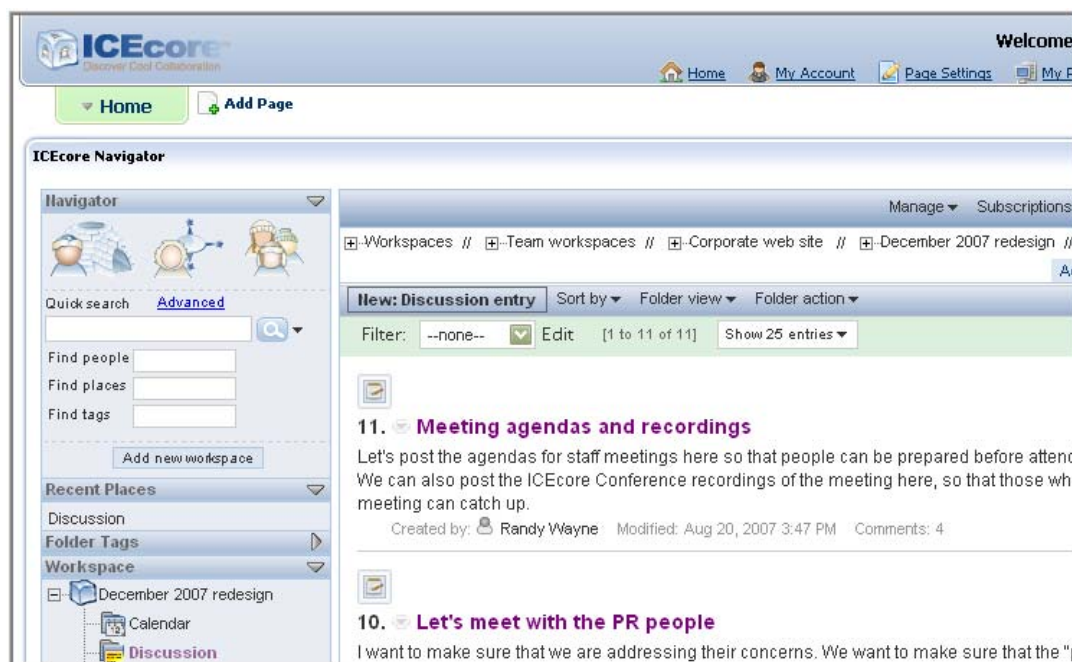 ICEcore
Discover Cool Collaboration
Welcome
Home My Account Page Settings My
Home Add Page
ICEcore Navigator
Navigator
Quick search Advanced
Find people
Find places
Find tags
Add new workspace
Recent Places
Discussion
Folder Tags
Workspace
December 2007 redesign
Calendar
Discussion
Manage Subscriptions
Workspaces // Team workspaces // Corporate web site // December 2007 redesign //
New: Discussion entry Sort by Folder view Folder action
Filter: --none-- Edit [1 to 11 of 11] Show 25 entries
11. Meeting agendas and recordings
Let's post the agendas for staff meetings here so that people can be prepared before
We can also post the ICEcore Conference recordings of the meeting here, so that those
meeting can catch up.
Created by: Randy Wayne Modified: Aug 20, 2007 3:47 PM Comments: 4
10. Let's meet with the PR people
I want to make sure that we are addressing their concerns. We want to make sure that the